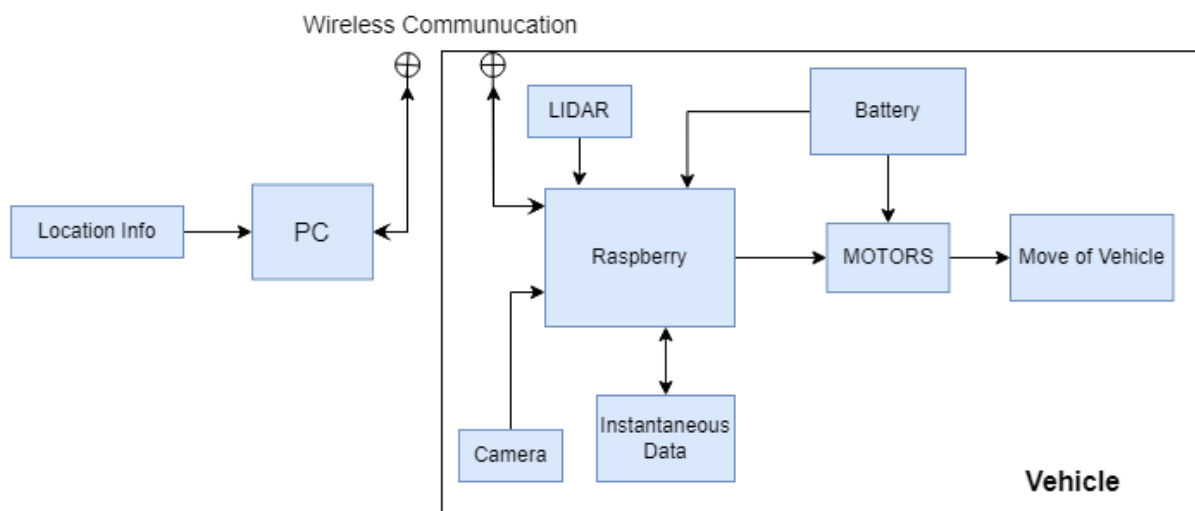 Wireless Communucation
LIDAR
Battery
Location Info
PC
Raspberry
MOTORS
Move of Vehicle
Camera
Instantaneous
Data
Vehicle